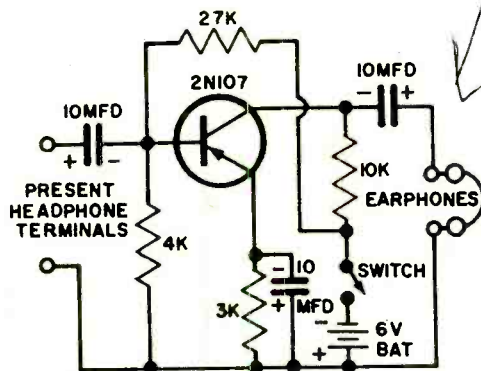 27K
2N107
10MFD
- +
10MFD
+ -
PRESENT
HEADPHONE
TERMINALS
10K
EARPHONES
4K
SWITCH
- 10
+ MFD
3K
-
6V
+ BAT